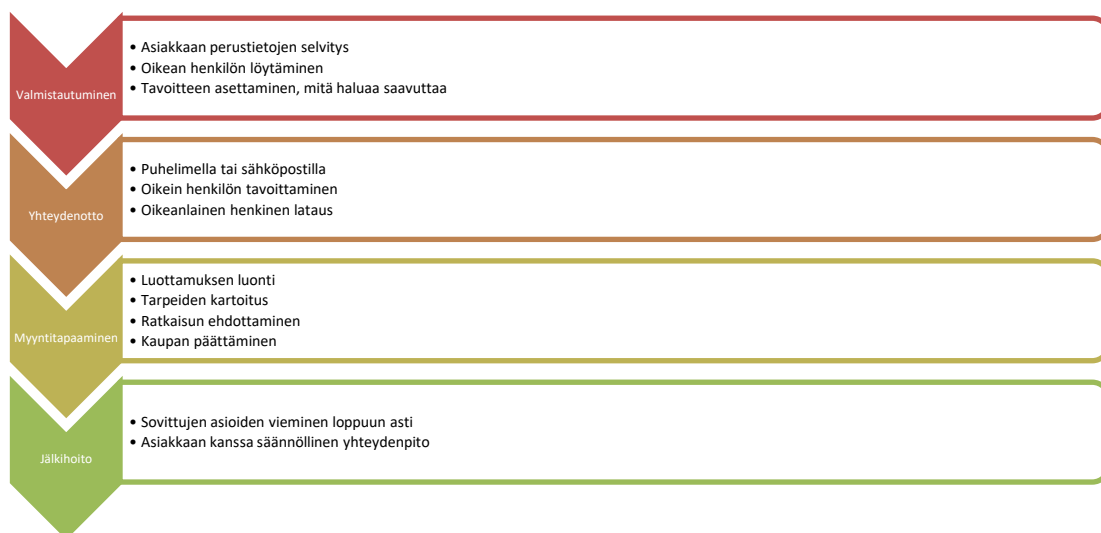 Valmistautuminen
• Asiakkaan perustietojen selvitys
• Oikean henkilön löytäminen
• Tavoitteen asettaminen, mitä haluaa saavuttaa
Yhteydenotto
• Puhelimella tai sähköpostilla
• Oikein henkilön tavoittaminen
• Oikeanlainen henkinen lataus
Myyntitapaaminen
• Luottamuksen luonti
• Tarpeiden kartoitus
• Ratkaisun ehdottaminen
• Kaupan päättäminen
Jälkihoito
• Sovittujen asioiden vieminen loppuun asti
• Asiakkaan kanssa säännöllinen yhteydenpito